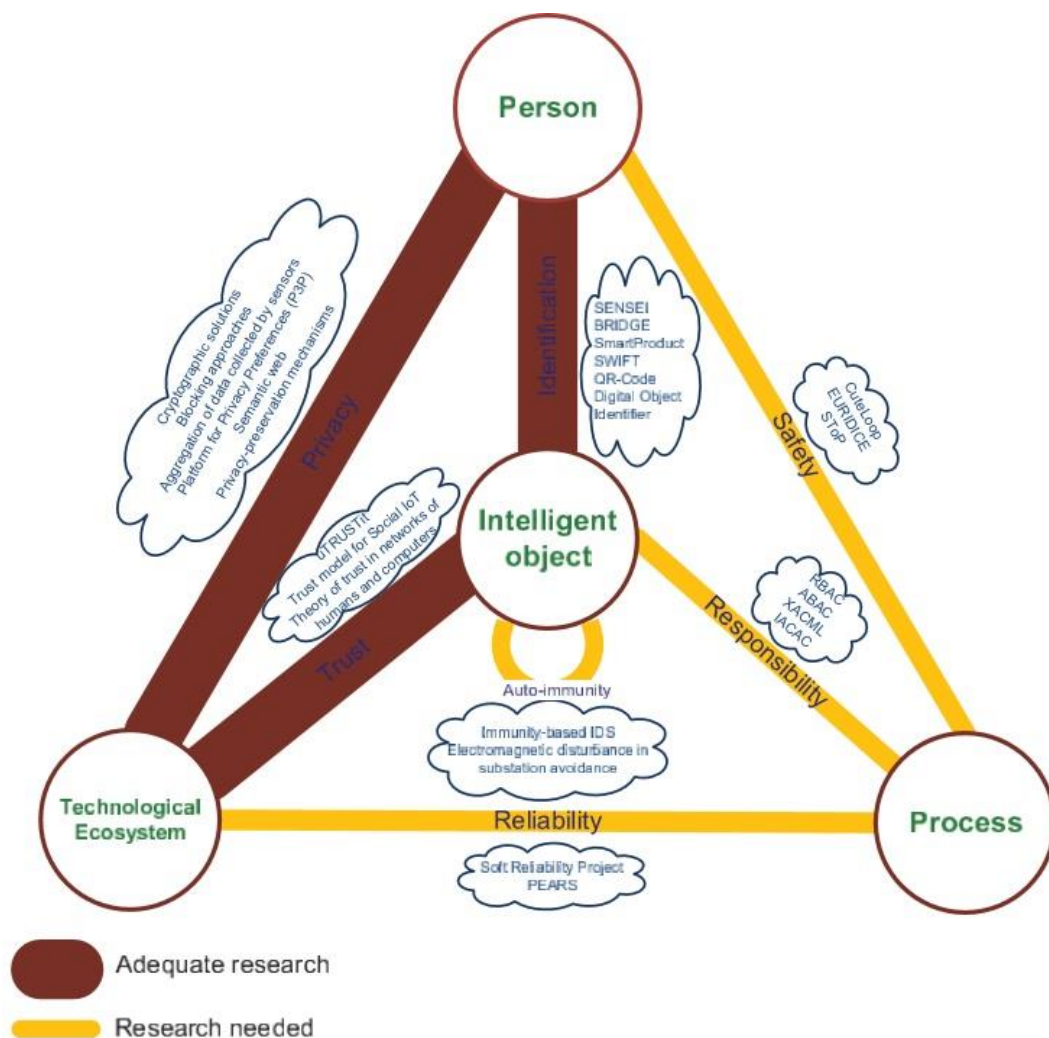 Person
Cryptographic solutions
Blocking approaches
Aggregation of data collected by sensors
Platform for Privacy Preferences (P3P)
Semantic web
Privacy-preservation mechanisms
Privacy
Identification
SENSEI
BRIDGE
SmartProduct
SWIFT
QR-Code
Digital Object
Identifier
CuteLoop
EURIDICE
SToP
Safety
uTRUSTit
Trust model for Social IoT
Theory of trust in networks of
humans and computers
Trust
Intelligent
object
RBAC
ABAC
XACML
IACAC
Responsibility
Auto-immunity
Immunity-based IDS
Electromagnetic disturbance in
substation avoidance
Technological
Ecosystem
Reliability
Process
Soft Reliability Project
PEARS
Adequate research
Research needed